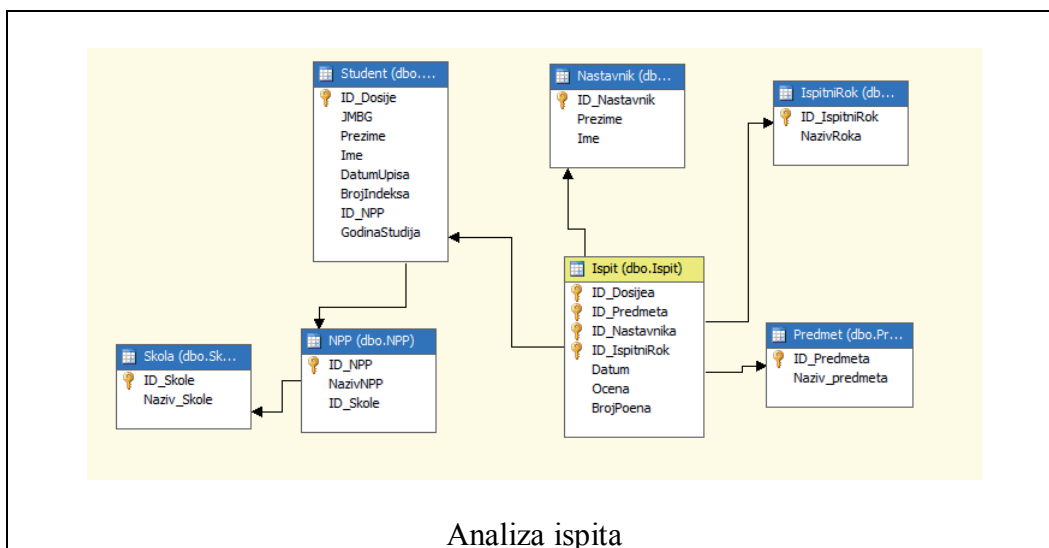 Student (dbo....
ID_Dosije
JMBG
Prezime
Ime
DatumUpisa
BrojIndeksa
ID_NPP
GodinaStudija
Nastavnik (db...
ID_Nastavnik
Prezime
Ime
IspitniRok (db...
ID_IspitniRok
NazivRoka
Ispit (dbo.Ispit)
ID_Dosijea
ID_Predmeta
ID_Nastavnika
ID_IspitniRok
Datum
Ocena
BrojPoena
Predmet (dbo.Pr...
ID_Predmeta
Naziv_predmeta
Skola (dbo.Sk...
ID_Skole
Naziv_Skole
NPP (dbo.NPP)
ID_NPP
NazivNPP
ID_Skole
Analiza ispita